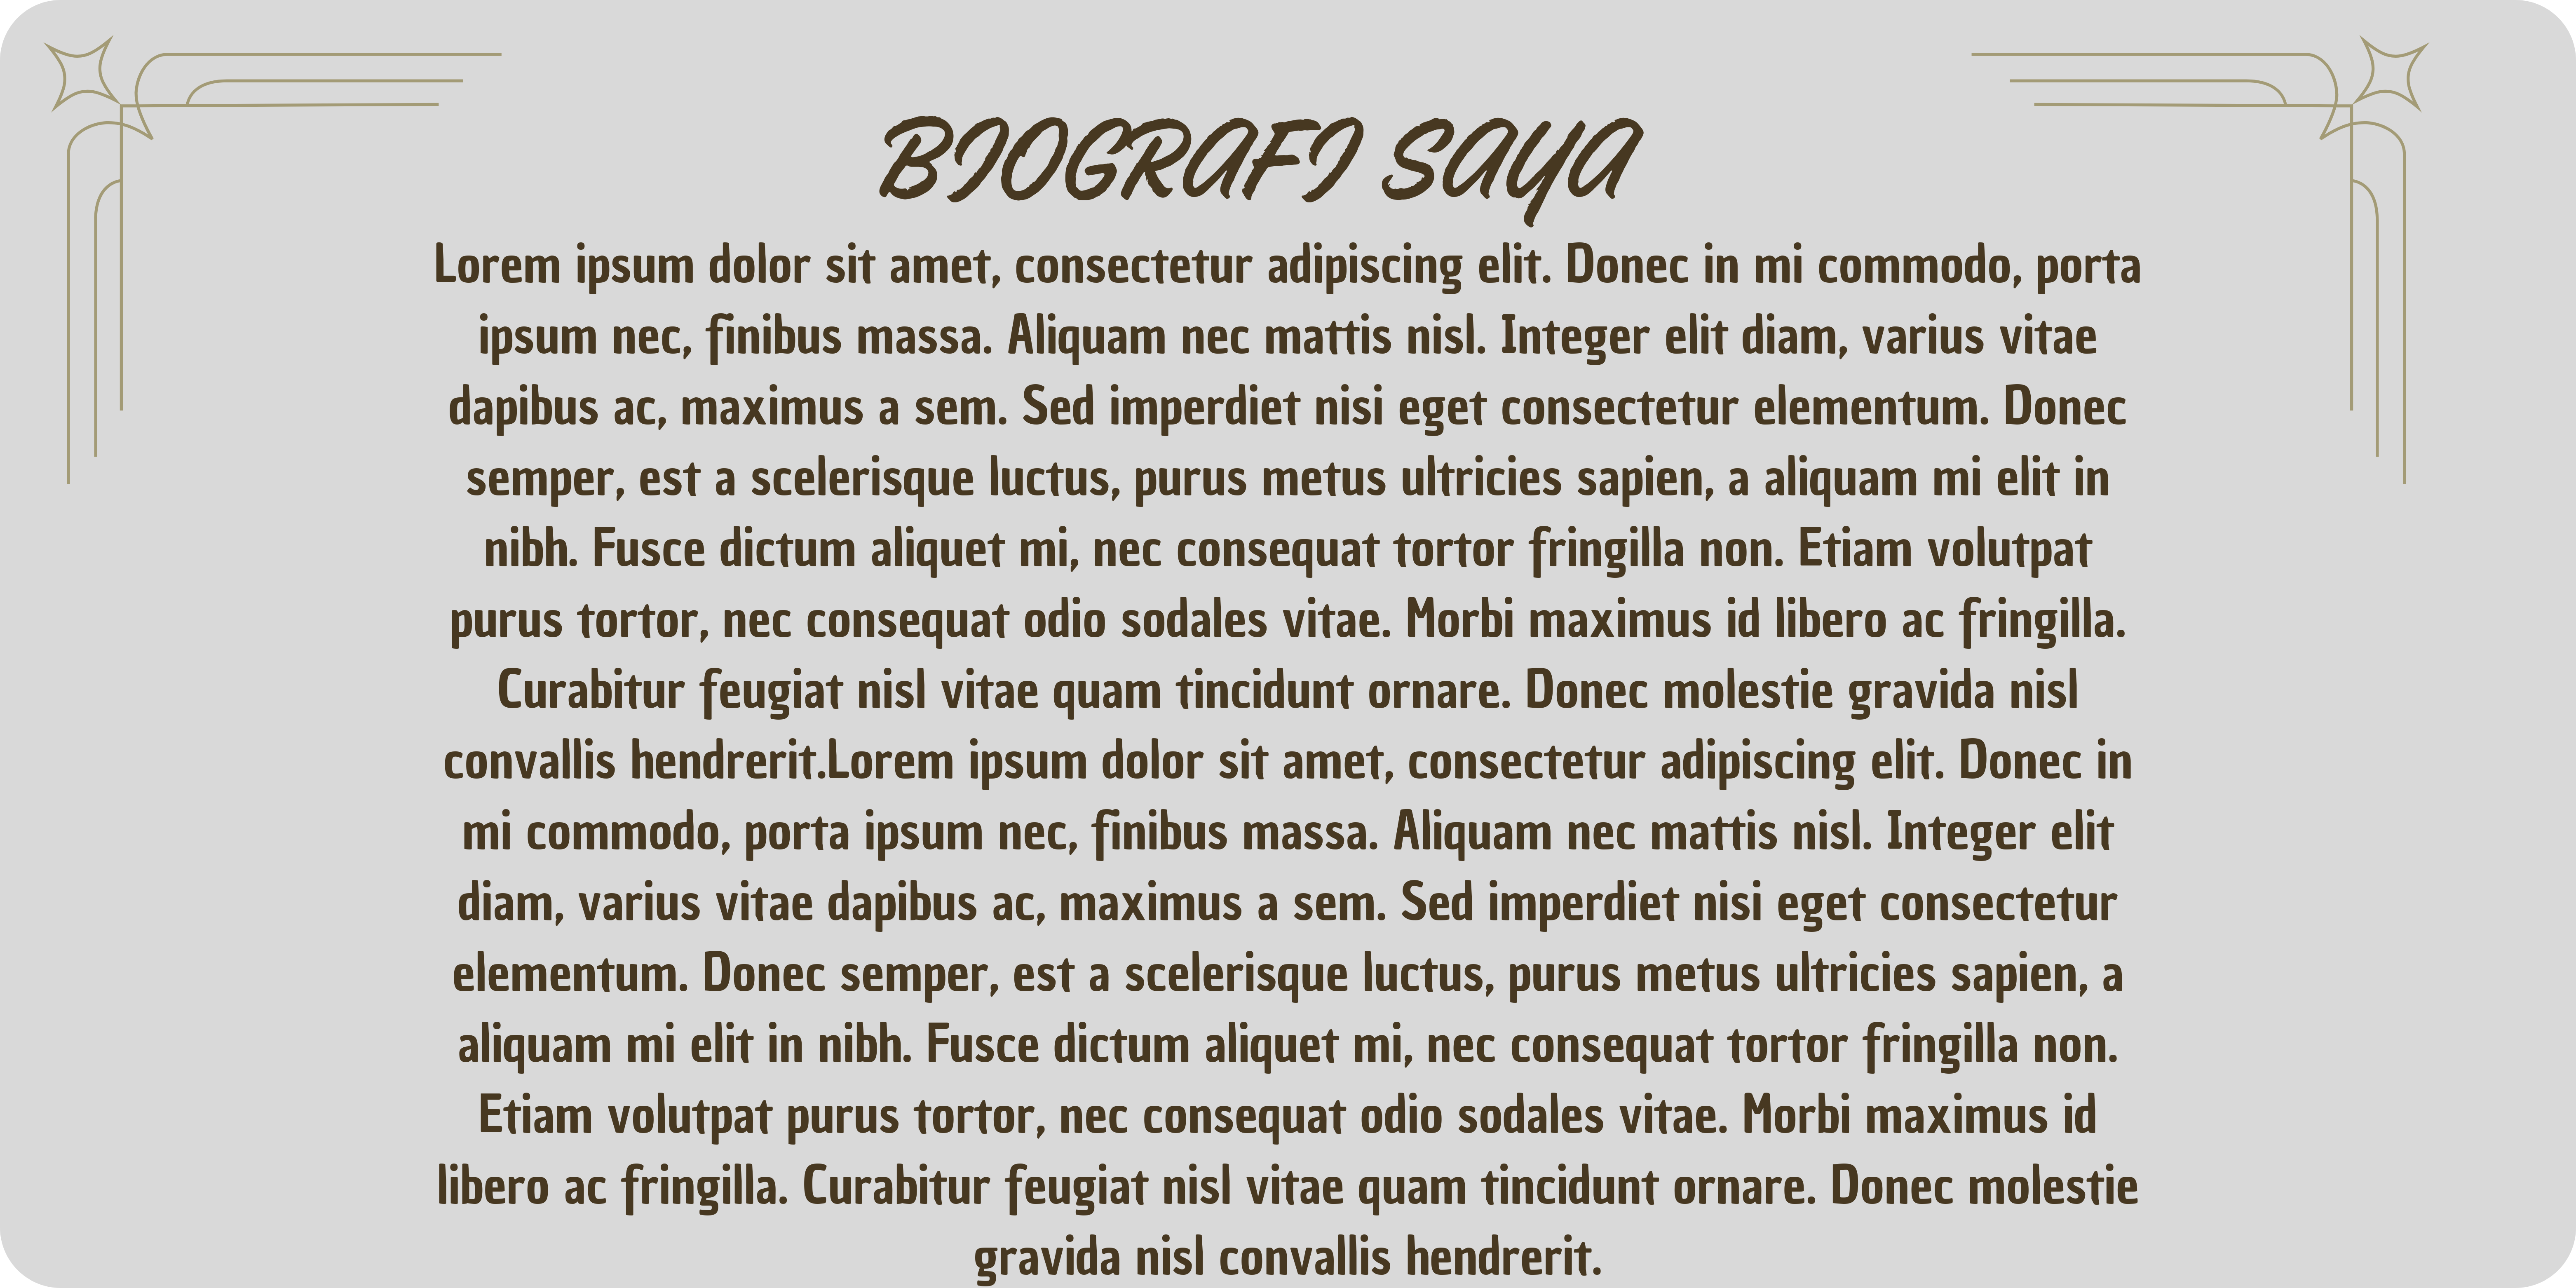 BIOGRAFI SAYA
Lorem ipsum dolor sit amet, consectetur adipiscing elit. Donec in mi commodo, porta
ipsum nec, finibus massa. Aliquam nec mattis nisl. Integer elit diam, varius vitae
dapibus ac, maximus a sem. Sed imperdiet nisi eget consectetur elementum. Donec
semper, est a scelerisque luctus, purus metus ultricies sapien, a aliquam mi elit in
nibh. Fusce dictum aliquet mi, nec consequat tortor fringilla non. Etiam volutpat
purus tortor, nec consequat odio sodales vitae. Morbi maximus id libero ac fringilla.
Curabitur feugiat nisl vitae quam tincidunt ornare. Donec molestie gravida nisl
convallis hendrerit.Lorem ipsum dolor sit amet, consectetur adipiscing elit. Donec in
mi commodo, porta ipsum nec, finibus massa. Aliquam nec mattis nisl. Integer elit
diam, varius vitae dapibus ac, maximus a sem. Sed imperdiet nisi eget consectetur
elementum. Donec semper, est a scelerisque luctus, purus metus ultricies sapien, a
aliquam mi elit in nibh. Fusce dictum aliquet mi, nec consequat tortor fringilla non.
Etiam volutpat purus tortor, nec consequat odio sodales vitae. Morbi maximus id
libero ac fringilla. Curabitur feugiat nisl vitae quam tincidunt ornare. Donec molestie
gravida nisl convallis hendrerit.